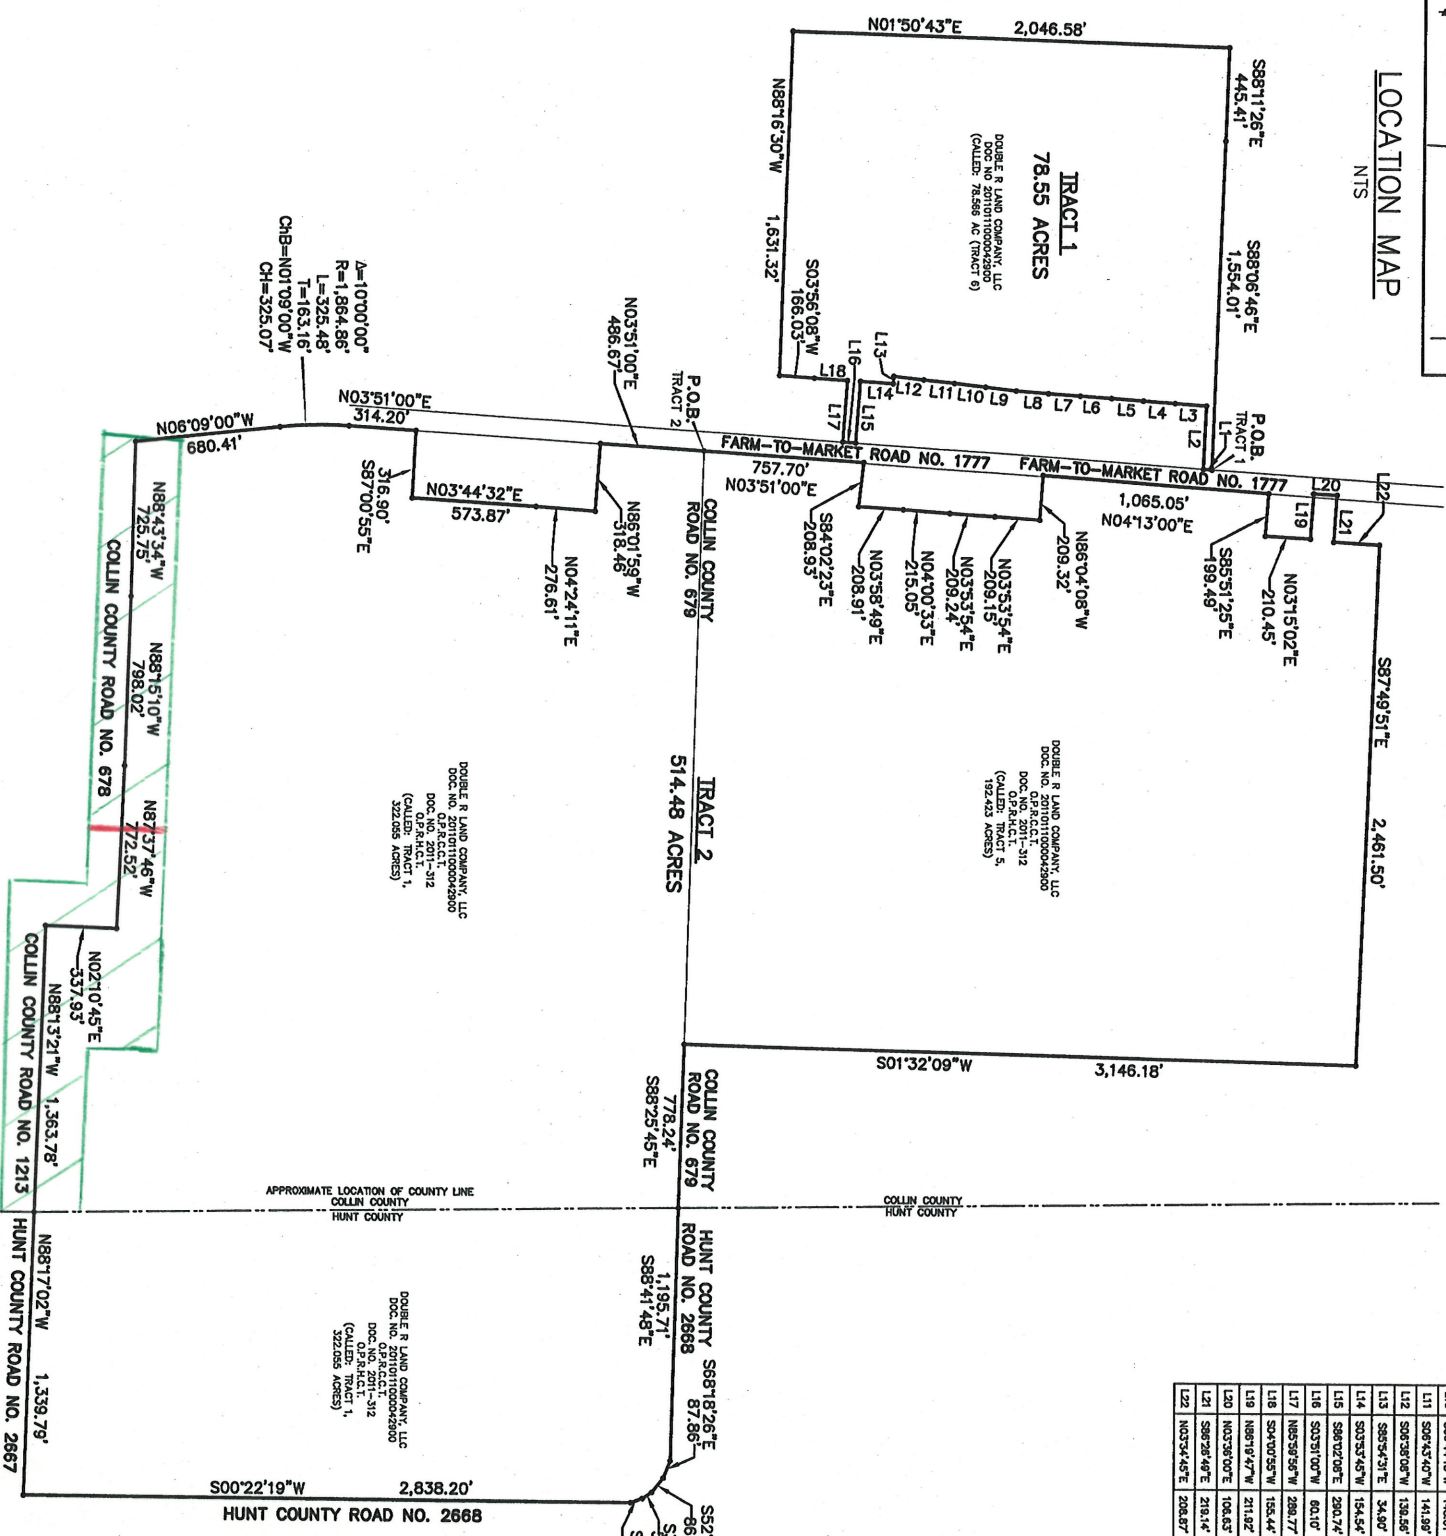 LOCATION MAP
NTS
N01°50'43"E 2,046.58'
S88°11'26"E
445.41'
S88°06'46"E
1,554.01'
TRACT 1
78.55 ACRES
DOUBLE R LAND COMPANY, LLC
DOC NO 20110111000042900
(CALLED: 78.566 AC (TRACT 6)
N88°16'30"W 1,631.32'
S03°56'08"W
166.03'
P.O.B.
TRACT 1
L1
L2
L3
L4
L5
L6
L7
L8
L9
L10
L11
L12
L13
L14
L15
L16
L17
L18
L19
L20
L21
L22
FARM-TO-MARKET ROAD NO. 1777
FARM-TO-MARKET ROAD NO. 1777
1,065.05'
N04°13'00"E
S85°51'25"E
199.49'
N03°15'02"E
210.45'
N86°04'08"W
209.32'
N03°53'54"E
209.15'
N03°53'54"E
209.24'
N04°00'33"E
215.05'
N03°58'49"E
208.91'
S84°02'23"E
208.93'
757.70'
N03°51'00"E
P.O.B.
TRACT 2
N03°51'00"E
486.67'
N86°01'59"W
318.46'
N04°24'11"E
276.61'
N03°44'32"E
573.87'
316.90'
S87°00'55"E
N03°51'00"E
314.20'
Δ=10°00'00"
R=1,864.86'
L=325.48'
T=163.16'
ChB=N01°09'00"W
CH=325.07'
N06°09'00"W
680.41'
S87°49'51"E 2,461.50'
DOUBLE R LAND COMPANY, LLC
DOC. NO. 20110111000042900
O.P.R.C.C.T.
DOC. NO. 2011-312
O.P.R.H.C.T.
(CALLED: TRACT 5,
192.423 ACRES)
S01°32'09"W 3,146.18'
COLLIN COUNTY
ROAD NO. 679
TRACT 2
514.48 ACRES
COLLIN COUNTY
ROAD NO. 679
778.24'
S88°25'45"E
DOUBLE R LAND COMPANY, LLC
DOC. NO. 20110111000042900
O.P.R.C.C.T.
DOC. NO. 2011-312
O.P.R.H.C.T.
(CALLED: TRACT 1,
322.055 ACRES)
N88°43'34"W
725.75'
N88°15'10"W
798.02'
N87°37'46"W
772.52'
COLLIN COUNTY ROAD NO. 678
N02°10'45"E
337.93'
N88°13'21"W 1,363.78'
COLLIN COUNTY ROAD NO. 1213
APPROXIMATE LOCATION OF COUNTY LINE
COLLIN COUNTY
HUNT COUNTY
COLLIN COUNTY
HUNT COUNTY
HUNT COUNTY
ROAD NO. 2668
1,195.71'
S88°41'48"E
S68°18'26"E
87.86'
S52°
86
DOUBLE R LAND COMPANY, LLC
DOC. NO. 20110111000042900
O.P.R.C.C.T.
DOC. NO. 2011-312
O.P.R.H.C.T.
(CALLED: TRACT 1,
322.055 ACRES)
N88°17'02"W 1,339.79'
HUNT COUNTY ROAD NO. 2667
S00°22'19"W 2,838.20'
HUNT COUNTY ROAD NO. 2668
L11 S06°43'40"W 141.99'
L12 S06°38'08"W
L13 S85°54'31"E 34.90'
L14 S03°53'45"W 154.54'
L15 S86°02'08"E 290.74'
L16 S03°51'00"W 60.10'
L17 N85°59'56"W 289.7
L18 S04°00'55"W 155.44'
L19 N86°19'47"W 211.92'
L20 N03°36'00"E 106.63'
L21 S86°26'49"E 219.14'
L22 N03°34'45"E 208.87'